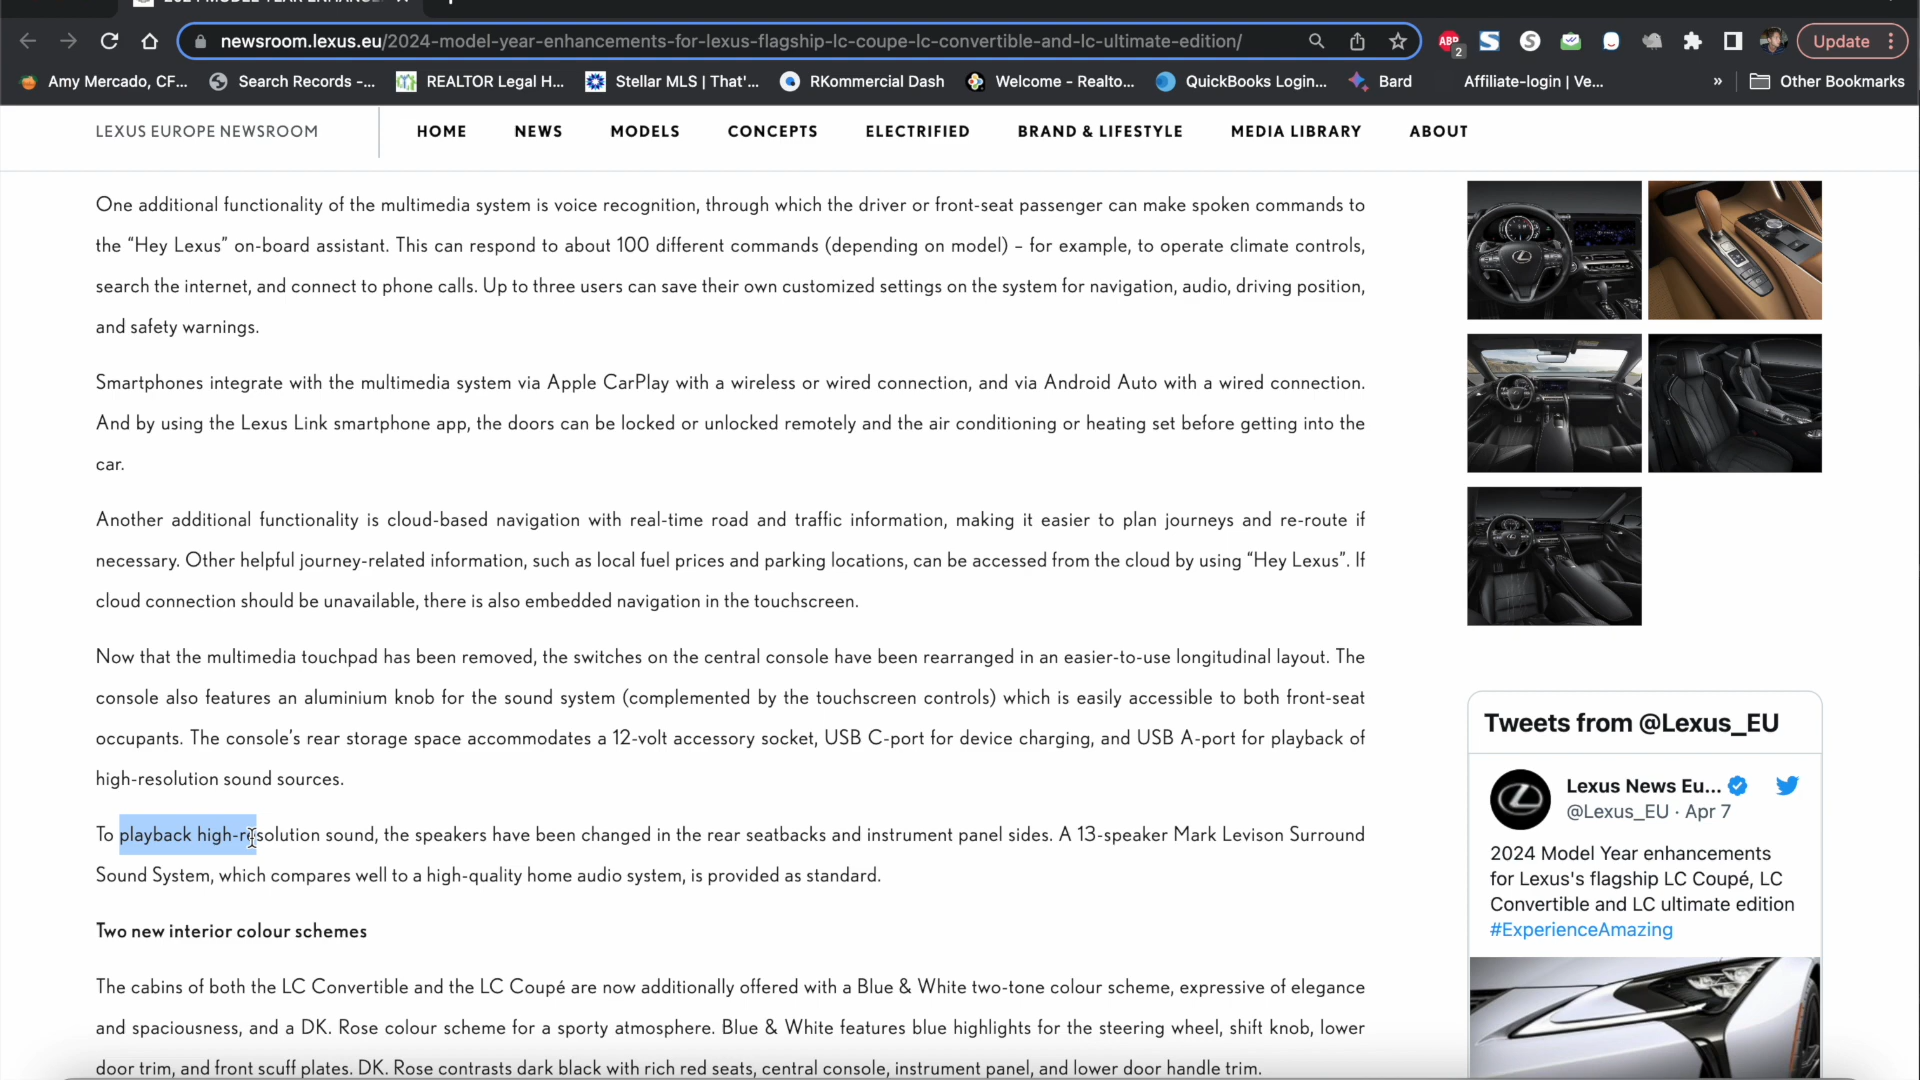 newsroom.lexus.eu/2024-model-year-enhancements-for-lexus-flagship-lc-coupe-lc-convertible-and-lc-ultimate-edition/
ABP
2
Update
Amy Mercado, CF...
Search Records -...
REALTOR Legal H...
Stellar MLS | That'...
RKommercial Dash
Welcome - Realto...
QuickBooks Login...
Bard
Affiliate-login | Ve...
»
Other Bookmarks
LEXUS EUROPE NEWSROOM
HOME
NEWS
MODELS
CONCEPTS
ELECTRIFIED
BRAND & LIFESTYLE
MEDIA LIBRARY
ABOUT
One additional functionality of the multimedia system is voice recognition, through which the driver or front-seat passenger can make spoken commands to
the “Hey Lexus” on-board assistant. This can respond to about 100 different commands (depending on model) – for example, to operate climate controls,
search the internet, and connect to phone calls. Up to three users can save their own customized settings on the system for navigation, audio, driving position,
and safety warnings.
Smartphones integrate with the multimedia system via Apple CarPlay with a wireless or wired connection, and via Android Auto with a wired connection.
And by using the Lexus Link smartphone app, the doors can be locked or unlocked remotely and the air conditioning or heating set before getting into the
car.
Another additional functionality is cloud-based navigation with real-time road and traffic information, making it easier to plan journeys and re-route if
necessary. Other helpful journey-related information, such as local fuel prices and parking locations, can be accessed from the cloud by using “Hey Lexus”. If
cloud connection should be unavailable, there is also embedded navigation in the touchscreen.
Now that the multimedia touchpad has been removed, the switches on the central console have been rearranged in an easier-to-use longitudinal layout. The
console also features an aluminium knob for the sound system (complemented by the touchscreen controls) which is easily accessible to both front-seat
occupants. The console’s rear storage space accommodates a 12-volt accessory socket, USB C-port for device charging, and USB A-port for playback of
high-resolution sound sources.
To playback high-resolution sound, the speakers have been changed in the rear seatbacks and instrument panel sides. A 13-speaker Mark Levison Surround
Sound System, which compares well to a high-quality home audio system, is provided as standard.
Two new interior colour schemes
The cabins of both the LC Convertible and the LC Coupé are now additionally offered with a Blue & White two-tone colour scheme, expressive of elegance
and spaciousness, and a DK. Rose colour scheme for a sporty atmosphere. Blue & White features blue highlights for the steering wheel, shift knob, lower
door trim, and front scuff plates. DK. Rose contrasts dark black with rich red seats, central console, instrument panel, and lower door handle trim.
Tweets from @Lexus_EU
Lexus News Eu...
@Lexus_EU · Apr 7
2024 Model Year enhancements
for Lexus's flagship LC Coupé, LC
Convertible and LC ultimate edition
#ExperienceAmazing